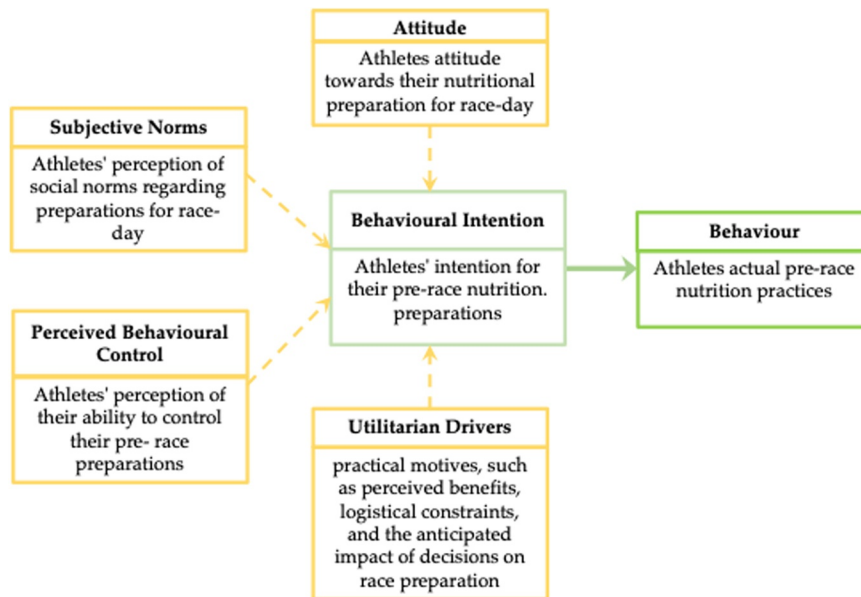 Attitude
Athletes attitude
towards their nutritional
preparation for race-day
Subjective Norms
Athletes' perception of
social norms regarding
preparations for race-
day
Behavioural Intention
Athletes' intention for
their pre-race nutrition.
preparations
Behaviour
Athletes actual pre-race
nutrition practices
Perceived Behavioural
Control
Athletes' perception of
their ability to control
their pre- race
preparations
Utilitarian Drivers
practical motives, such
as perceived benefits,
logistical constraints,
and the anticipated
impact of decisions on
race preparation